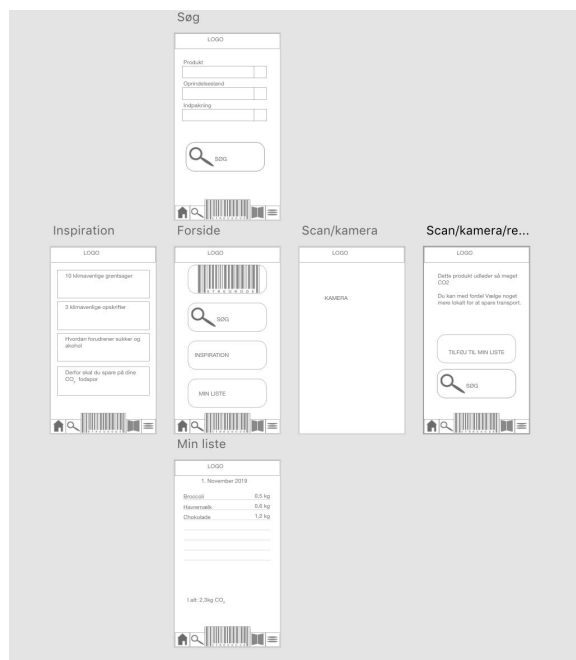 Søg
LOGO
Produkt
Oprindelsesland
Indpakning
SØG
Inspiration
LOGO
10 klimavenlige grøntsager
3 klimavenlige opskrifter
Hvordan forudrener sukker og
akohol
Derfor skal du spare på dine
CO₂ fodspor
Forside
LOGO
SØG
INSPIRATION
MIN LISTE
Scan/kamera
LOGO
KAMERA
Scan/kamera/re...
LOGO
Dette produkt udleder så meget
CO2
Du kan med fordel Vælge noget
mere lokalt for at spare transport.
TILFØJ TIL MIN LISTE
SØG
Min liste
LOGO
1. November 2019
Broccoli 0,5 kg
Havremælk 0,6 kg
Chokolade 1,2 kg
I alt: 2,3kg CO₂